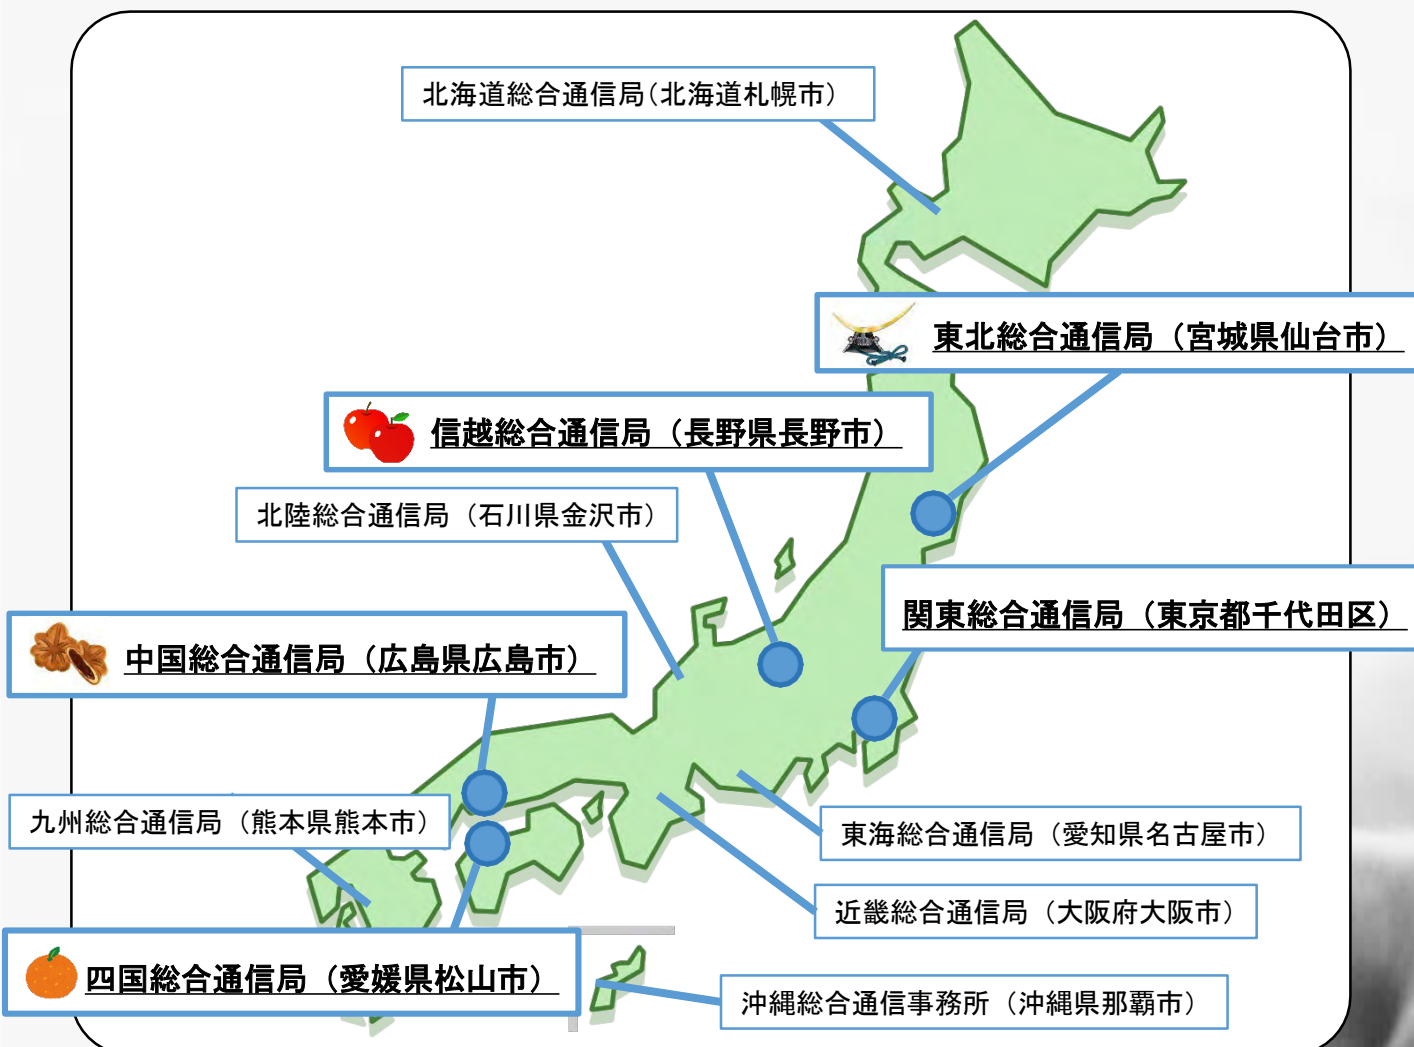 北海道総合通信局（北海道札幌市）
東北総合通信局（宮城県仙台市）
信越総合通信局（長野県長野市）
北陸総合通信局（石川県金沢市）
関東総合通信局（東京都千代田区）
中国総合通信局（広島県広島市）
九州総合通信局（熊本県熊本市）
東海総合通信局（愛知県名古屋市）
近畿総合通信局（大阪府大阪市）
四国総合通信局（愛媛県松山市）
沖縄総合通信事務所（沖縄県那覇市）